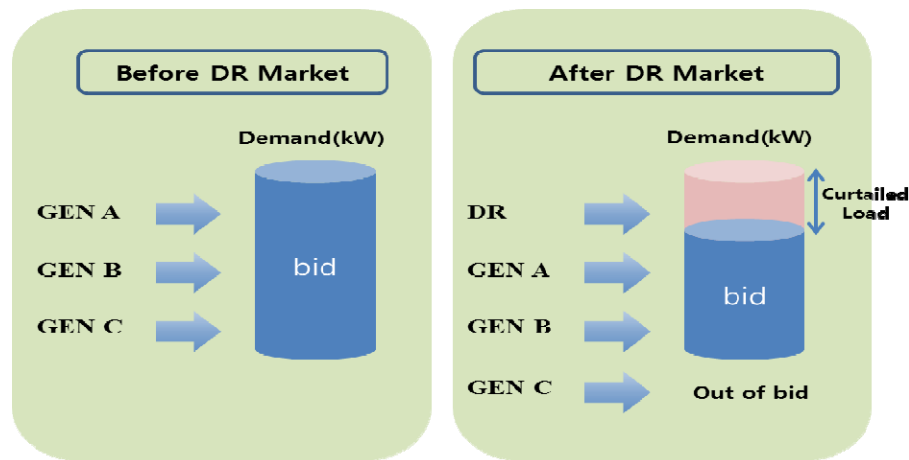 Before DR Market
Demand(kW)
GEN A
GEN B
GEN C
bid
After DR Market
Demand(kW)
DR
GEN A
GEN B
GEN C
bid
Curtailed
Load
Out of bid